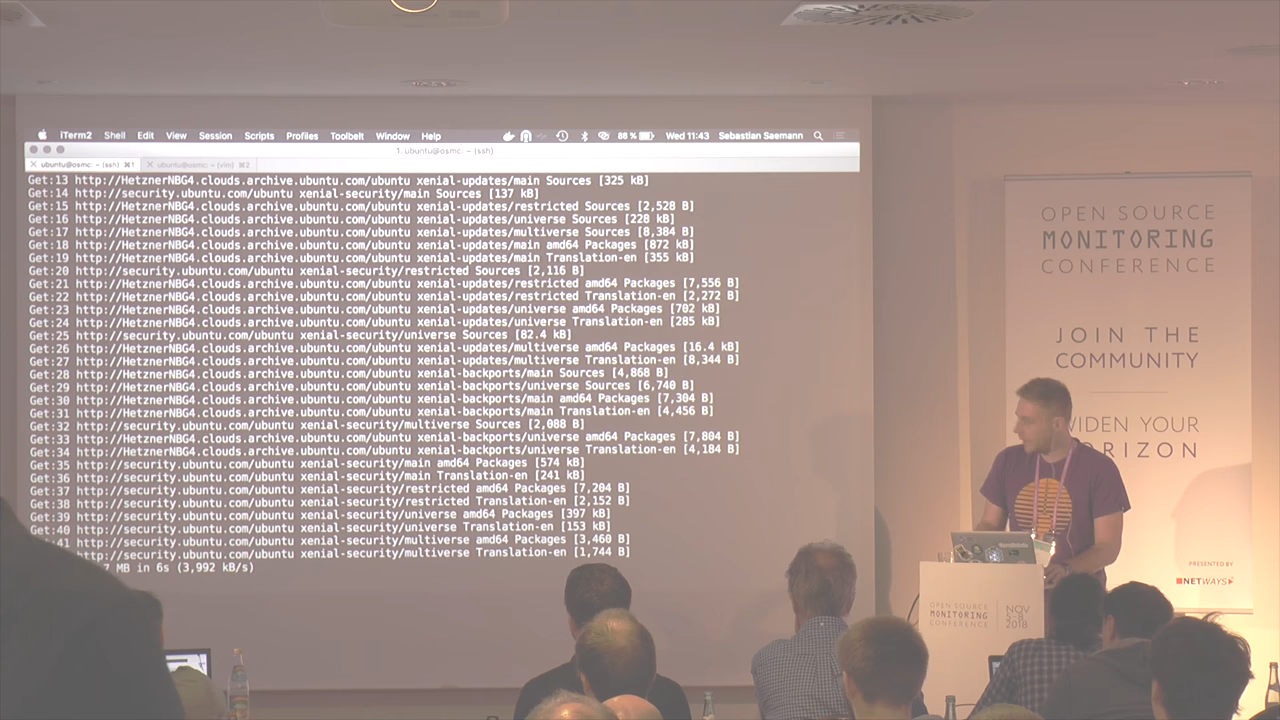 iTerm2 Shell Edit View Session Scripts Profiles Toolbelt Window Help 88 % Wed 11:43 Sebastian Saemann
1. ubuntu@osmc: ~ (ssh)
ubuntu@osmc: ~ (ssh) ⌘1 ubuntu@osmc: ~ (vim) ⌘2
Get:13 http://HetznerNBG4.clouds.archive.ubuntu.com/ubuntu xenial-updates/main Sources [325 kB]
Get:14 http://security.ubuntu.com/ubuntu xenial-security/main Sources [137 kB]
Get:15 http://HetznerNBG4.clouds.archive.ubuntu.com/ubuntu xenial-updates/restricted Sources [2,528 B]
Get:16 http://HetznerNBG4.clouds.archive.ubuntu.com/ubuntu xenial-updates/universe Sources [228 kB]
Get:17 http://HetznerNBG4.clouds.archive.ubuntu.com/ubuntu xenial-updates/multiverse Sources [8,384 B]
Get:18 http://HetznerNBG4.clouds.archive.ubuntu.com/ubuntu xenial-updates/main amd64 Packages [872 kB]
Get:19 http://HetznerNBG4.clouds.archive.ubuntu.com/ubuntu xenial-updates/main Translation-en [355 kB]
Get:20 http://security.ubuntu.com/ubuntu xenial-security/restricted Sources [2,116 B]
Get:21 http://HetznerNBG4.clouds.archive.ubuntu.com/ubuntu xenial-updates/restricted amd64 Packages [7,556 B]
Get:22 http://HetznerNBG4.clouds.archive.ubuntu.com/ubuntu xenial-updates/restricted Translation-en [2,272 B]
Get:23 http://HetznerNBG4.clouds.archive.ubuntu.com/ubuntu xenial-updates/universe amd64 Packages [702 kB]
Get:24 http://HetznerNBG4.clouds.archive.ubuntu.com/ubuntu xenial-updates/universe Translation-en [285 kB]
Get:25 http://security.ubuntu.com/ubuntu xenial-security/universe Sources [82.4 kB]
Get:26 http://HetznerNBG4.clouds.archive.ubuntu.com/ubuntu xenial-updates/multiverse amd64 Packages [16.4 kB]
Get:27 http://HetznerNBG4.clouds.archive.ubuntu.com/ubuntu xenial-updates/multiverse Translation-en [8,344 B]
Get:28 http://HetznerNBG4.clouds.archive.ubuntu.com/ubuntu xenial-backports/main Sources [4,868 B]
Get:29 http://HetznerNBG4.clouds.archive.ubuntu.com/ubuntu xenial-backports/universe Sources [6,740 B]
Get:30 http://HetznerNBG4.clouds.archive.ubuntu.com/ubuntu xenial-backports/main amd64 Packages [7,304 B]
Get:31 http://HetznerNBG4.clouds.archive.ubuntu.com/ubuntu xenial-backports/main Translation-en [4,456 B]
Get:32 http://security.ubuntu.com/ubuntu xenial-security/multiverse Sources [2,088 B]
Get:33 http://HetznerNBG4.clouds.archive.ubuntu.com/ubuntu xenial-backports/universe amd64 Packages [7,804 B]
Get:34 http://HetznerNBG4.clouds.archive.ubuntu.com/ubuntu xenial-backports/universe Translation-en [4,184 B]
Get:35 http://security.ubuntu.com/ubuntu xenial-security/main amd64 Packages [574 kB]
Get:36 http://security.ubuntu.com/ubuntu xenial-security/main Translation-en [241 kB]
Get:37 http://security.ubuntu.com/ubuntu xenial-security/restricted amd64 Packages [7,204 B]
Get:38 http://security.ubuntu.com/ubuntu xenial-security/restricted Translation-en [2,152 B]
Get:39 http://security.ubuntu.com/ubuntu xenial-security/universe amd64 Packages [397 kB]
Get:40 http://security.ubuntu.com/ubuntu xenial-security/universe Translation-en [153 kB]
:41 http://security.ubuntu.com/ubuntu xenial-security/multiverse amd64 Packages [3,460 B]
http://security.ubuntu.com/ubuntu xenial-security/multiverse Translation-en [1,744 B]
7 MB in 6s (3,992 kB/s)
OPEN SOURCE
MONITORING
CONFERENCE
JOIN THE
COMMUNITY
WIDEN YOUR
RIZON
PRESENTED BY
NETWAYS
OPEN SOURCE
MONITORING
CONFERENCE
NOV
5-8
2018